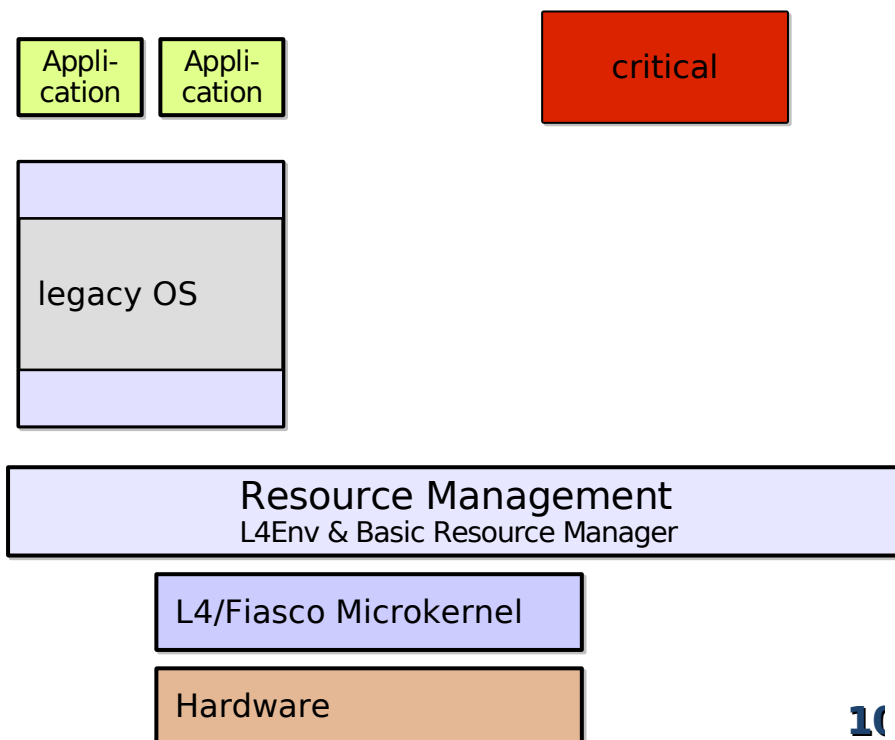 Appli-
cation
Appli-
cation
critical
legacy OS
Resource Management
L4Env & Basic Resource Manager
L4/Fiasco Microkernel
Hardware